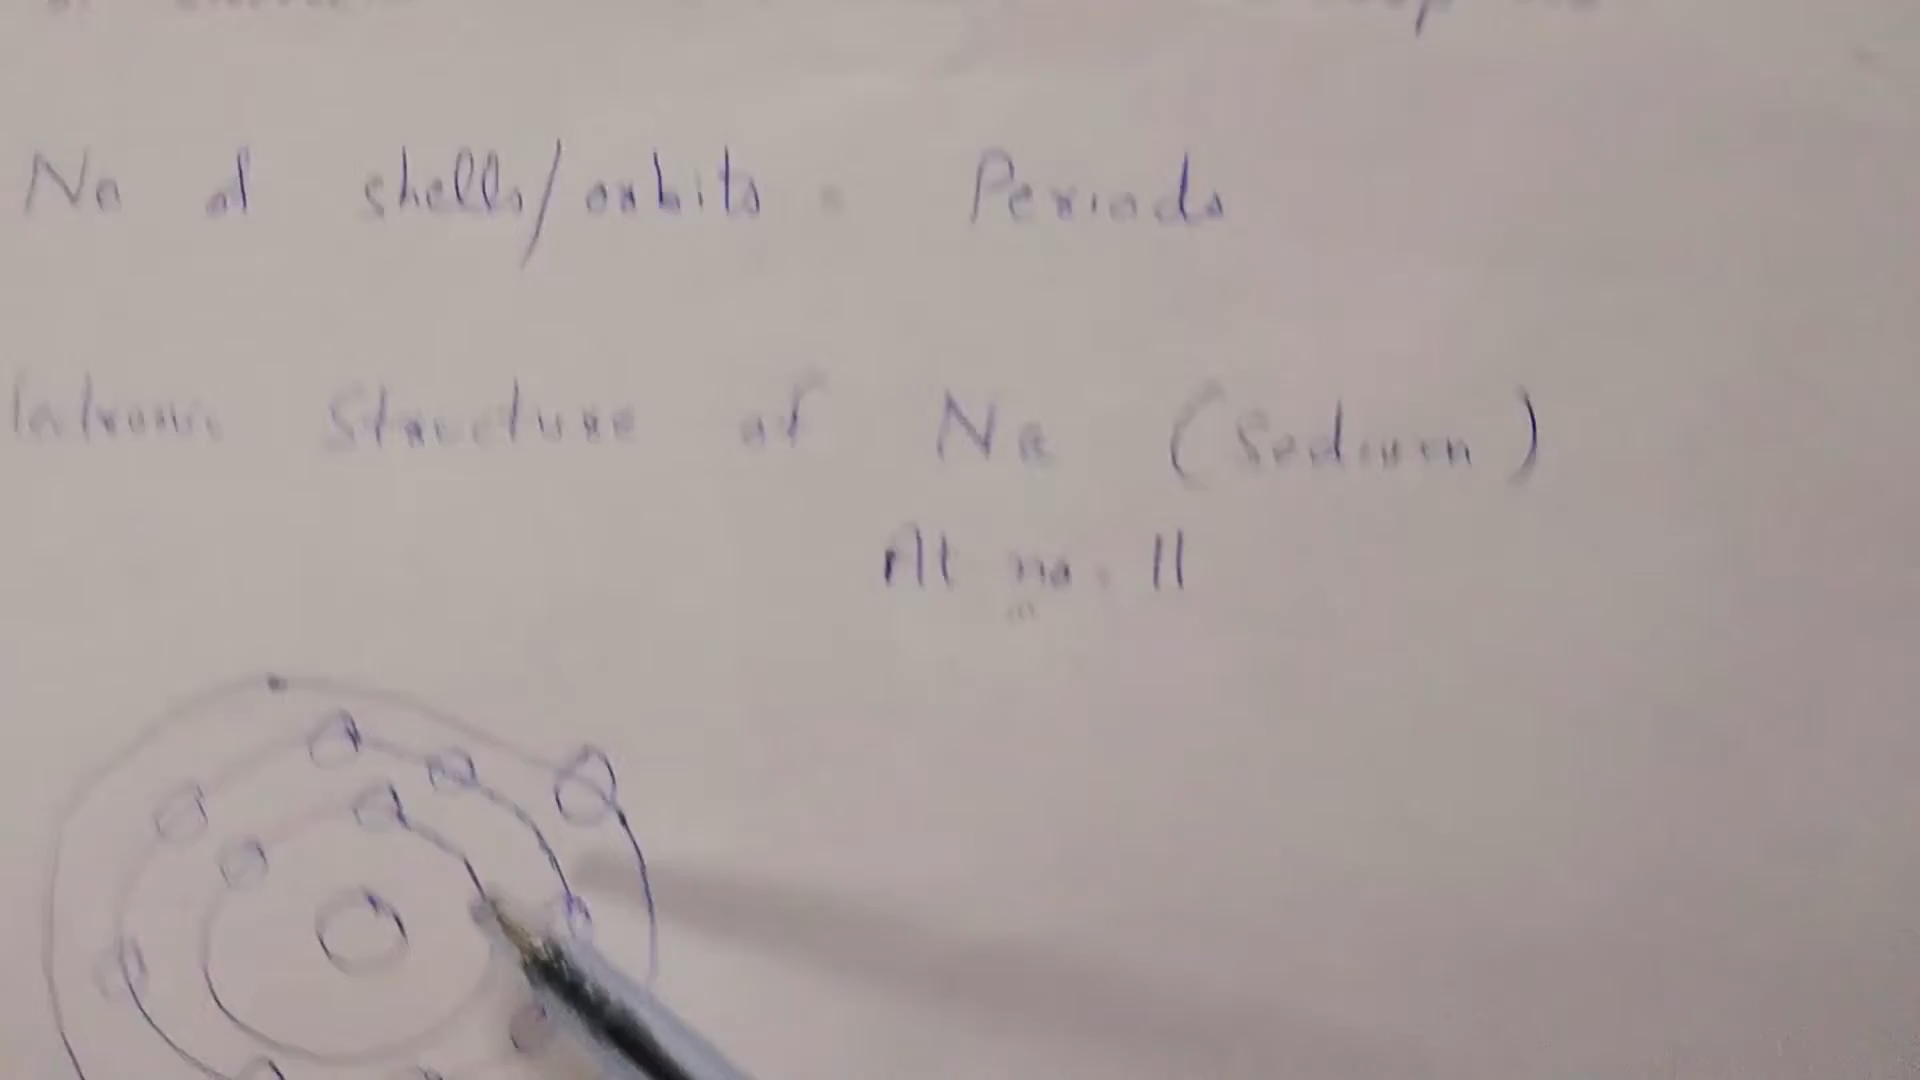 No of shells/orbits = Periods
Structure of Na (Sodium)
At no. 11